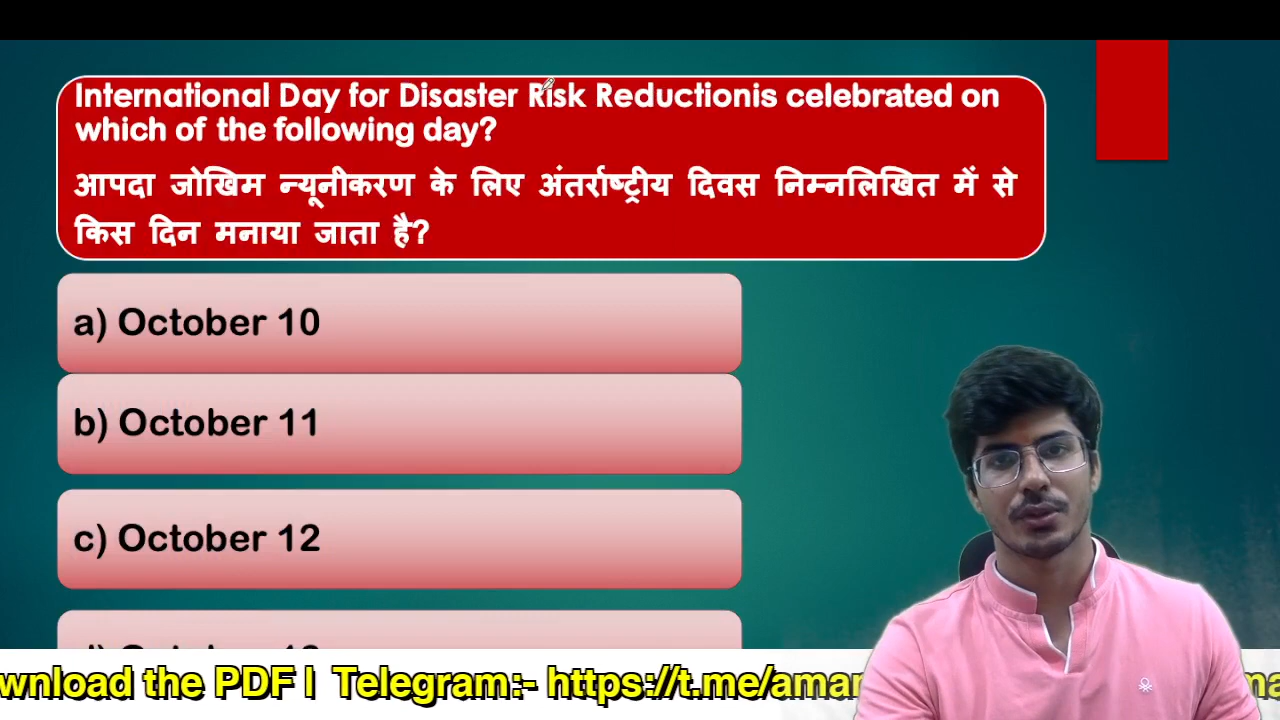 International Day for Disaster Risk Reductionis celebrated on
which of the following day?
आपदा जोखिम न्यूनीकरण के लिए अंतर्राष्ट्रीय दिवस निम्नलिखित में से
किस दिन मनाया जाता है?
a) October 10
b) October 11
c) October 12
wnload the PDF l Telegram:- https://t.me/aman